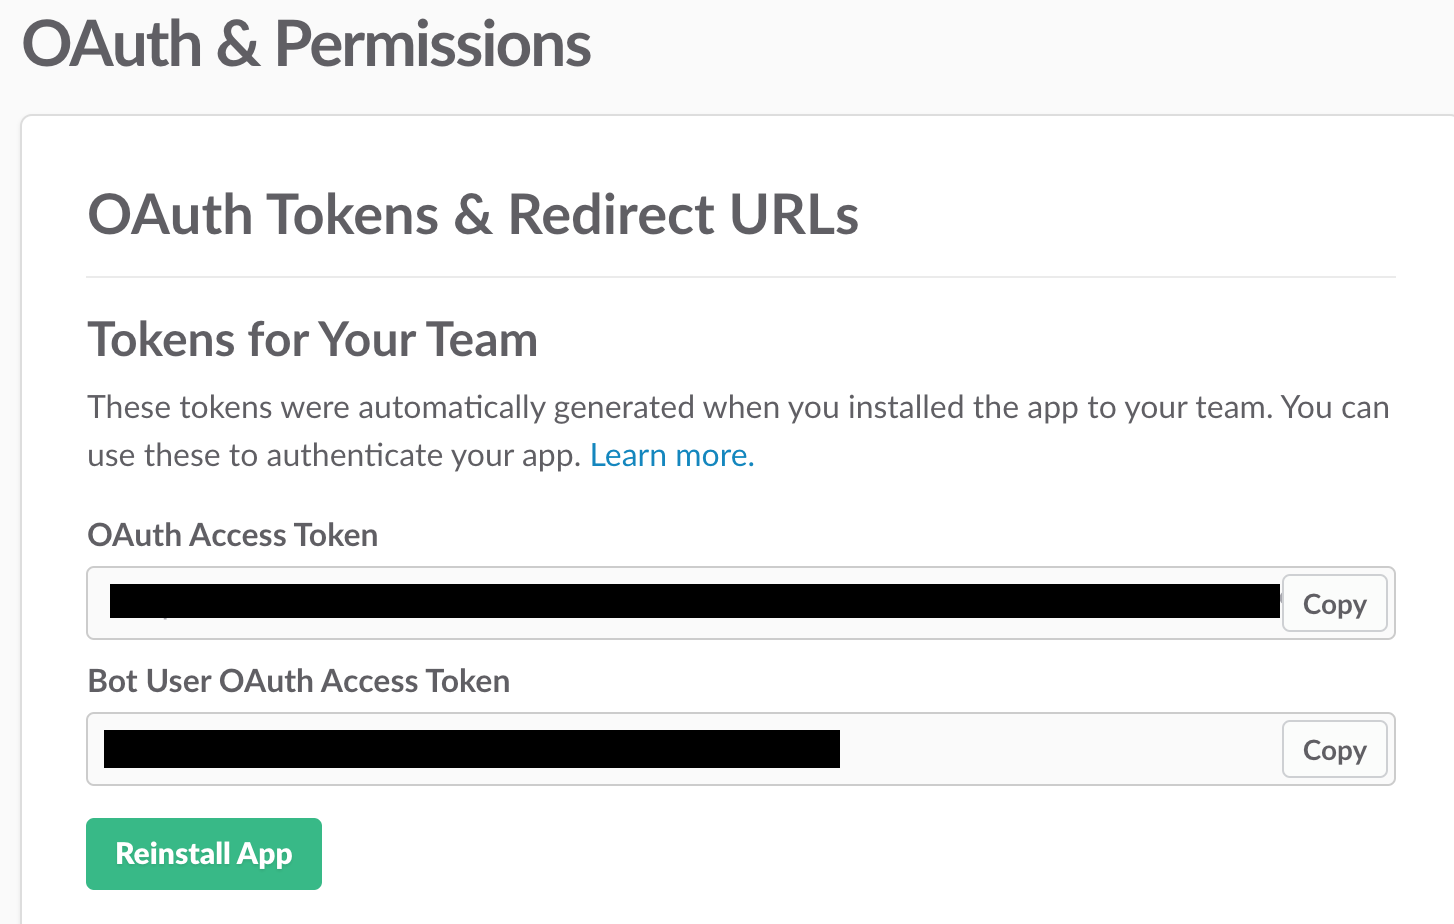 OAuth & Permissions
OAuth Tokens & Redirect URLs
Tokens for Your Team
These tokens were automatically generated when you installed the app to your team. You can
use these to authenticate your app. Learn more.
OAuth Access Token
Copy
Bot User OAuth Access Token
Copy
Reinstall App